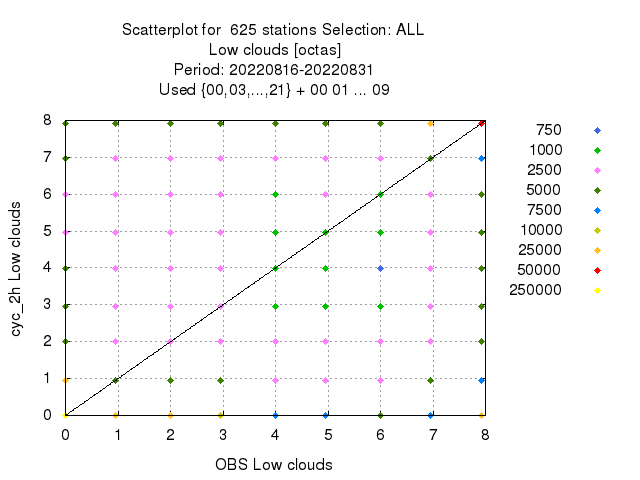 Scatterplot for  625 stations Selection: ALL
Low clouds [octas]
Period: 20220816-20220831
Used {00,03,...,21} + 00 01 ... 09
8
7
6
5
4
3
2
1
0
0 1 2 3 4 5 6 7 8
cyc_2h Low clouds
OBS Low clouds
750
1000
2500
5000
7500
10000
25000
50000
250000